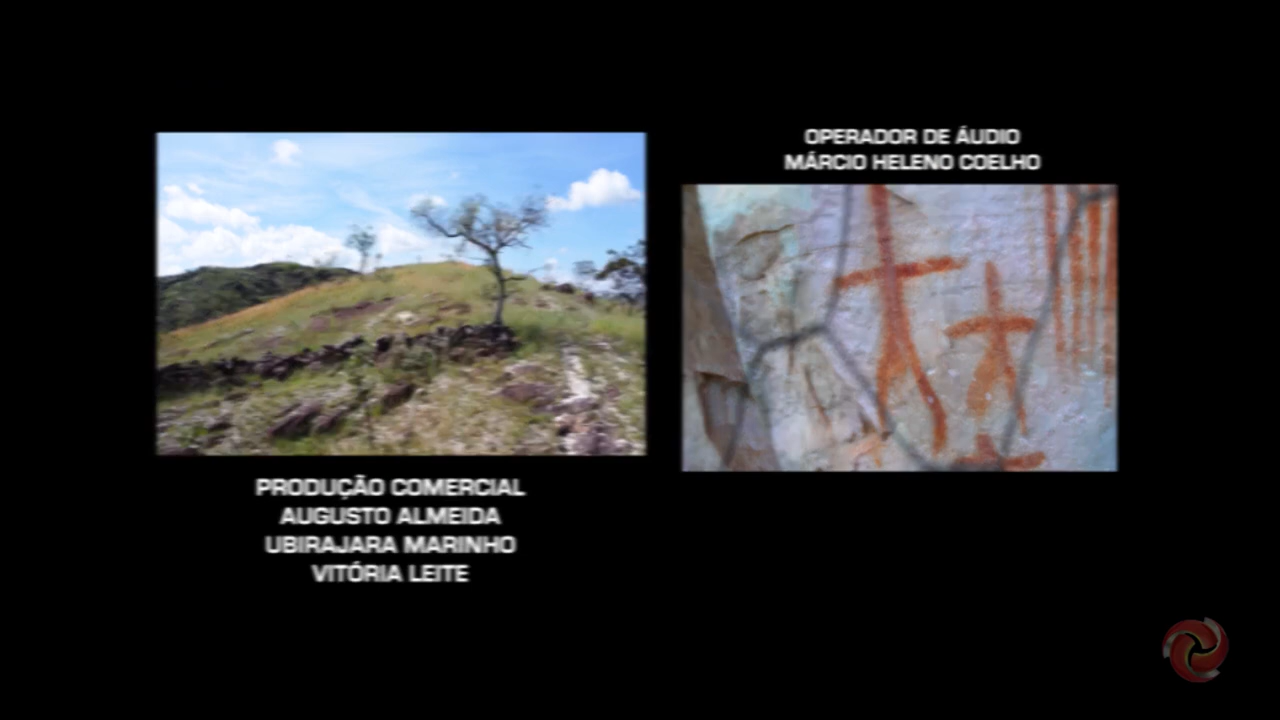 OPERADOR DE ÁUDIO
MÁRCIO HELENO COELHO
PRODUÇÃO COMERCIAL
AUGUSTO ALMEIDA
UBIRAJARA MARINHO
VITÓRIA LEITE